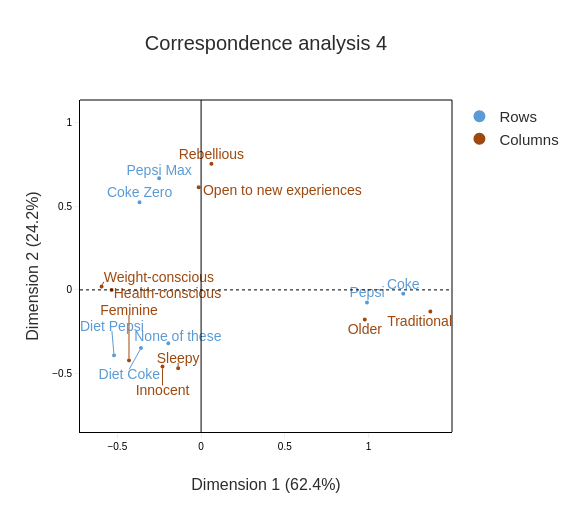 Correspondence analysis 4
Rows
Columns
1
Rebellious
Pepsi Max
Open to new experiences
Coke Zero
0.5
Weight-conscious
Coke
0
Health-conscious
Pepsi
Feminine
Traditional
Diet Pepsi
Older
None of these
Sleepy
−0.5
Diet Coke
Innocent
−0.5
0
0.5
1
Dimension 1 (62.4%)
Dimension 2 (24.2%)